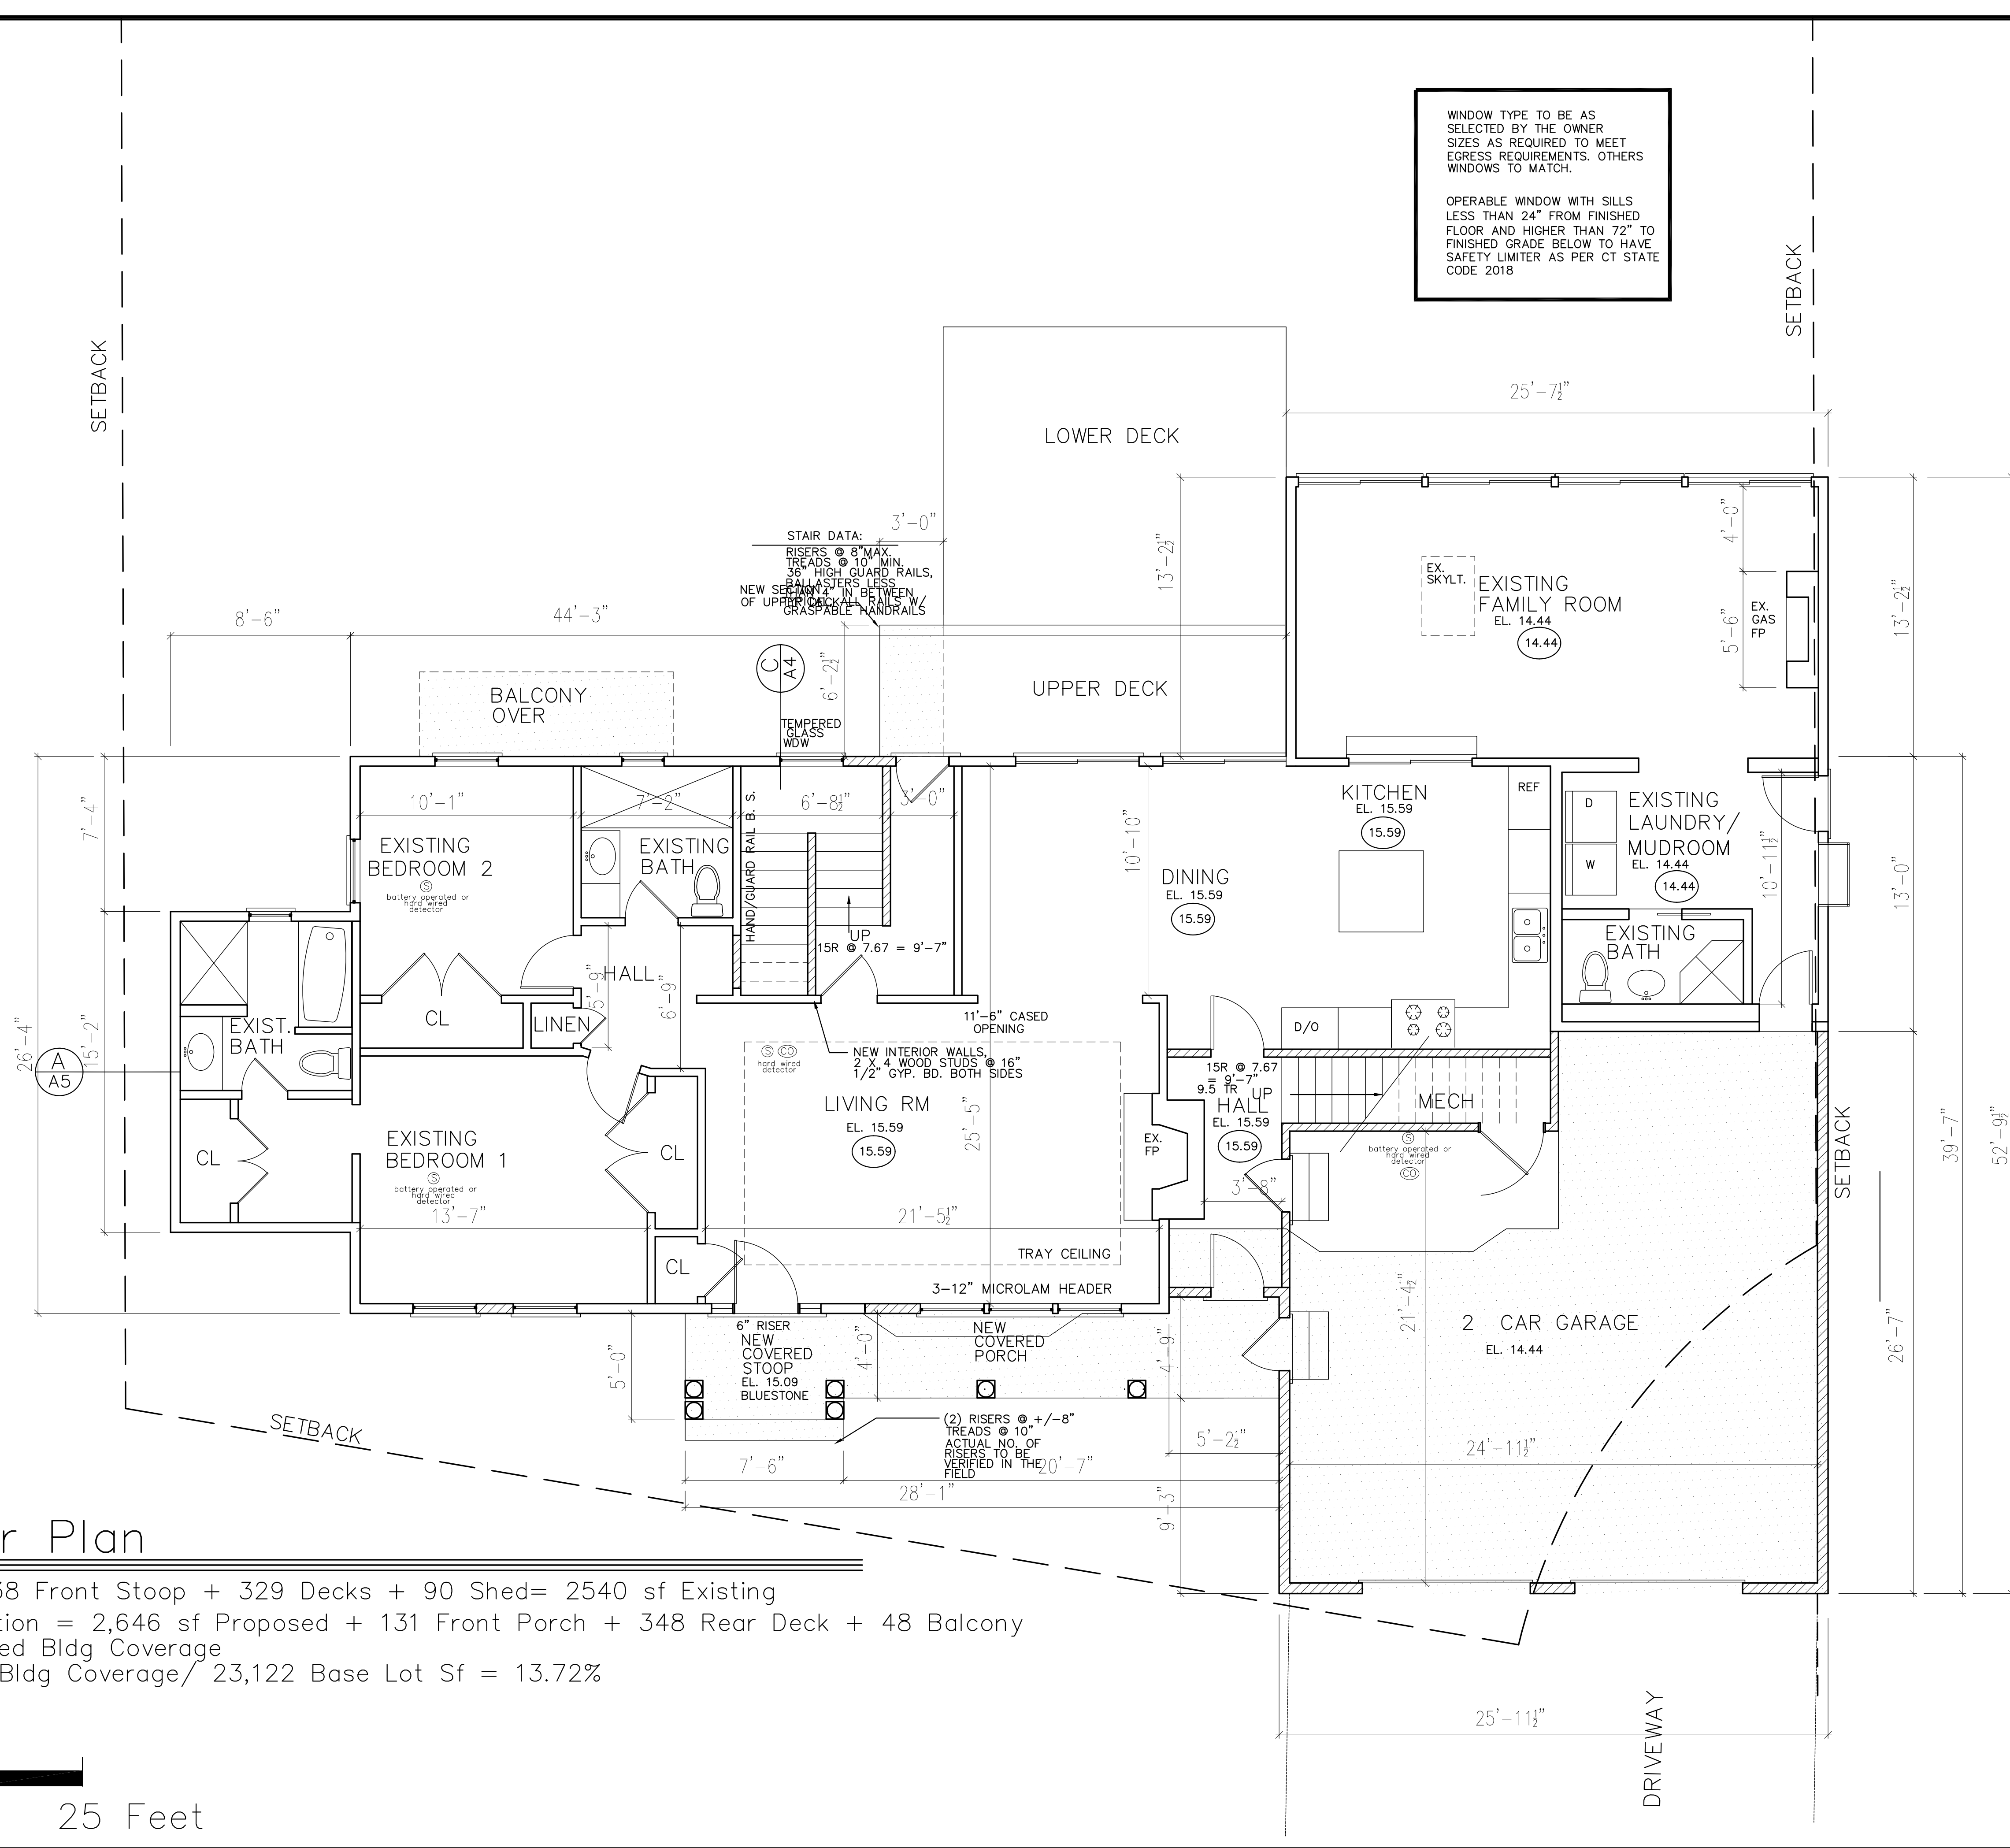 WINDOW TYPE TO BE AS
SELECTED BY THE OWNER
SIZES AS REQUIRED TO MEET
EGRESS REQUIREMENTS. OTHERS
WINDOWS TO MATCH.
OPERABLE WINDOW WITH SILLS
LESS THAN 24" FROM FINISHED
FLOOR AND HIGHER THAN 72" TO
FINISHED GRADE BELOW TO HAVE
SAFETY LIMITER AS PER CT STATE
CODE 2018
SETBACK
SETBACK
25'-7½"
LOWER DECK
13'-2½"
3'-0"
STAIR DATA:
RISERS @ 8"MAX.
TREADS @ 10" MIN.
36" HIGH GUARD RAILS,
BALLASTERS LESS
THAN 4" IN BETWEEN
TYPICAL ALL RAILS W/
GRASPABLE HANDRAILS
NEW SECTION
OF UPPER DECK
8'-6"
44'-3"
6'-2½"
C
A4
BALCONY
OVER
UPPER DECK
TEMPERED
GLASS
WDW
EX.
SKYLT.
EXISTING
FAMILY ROOM
EL. 14.44
14.44
4'-0"
5'-6"
EX.
GAS
FP
13'-2½"
10'-1"
7'-2"
6'-8½"
3'-0"
7'-4"
EXISTING
BEDROOM 2
S
battery operated or
hard wired
detector
EXISTING
BATH
HAND/GUARD RAIL B. S.
UP
15R @ 7.67 = 9'-7"
10'-10"
DINING
EL. 15.59
15.59
KITCHEN
EL. 15.59
15.59
REF
D
W
EXISTING
LAUNDRY/
MUDROOM
EL. 14.44
14.44
10'-11½"
13'-0"
EXISTING
BATH
HALL
5'-9"
6'-9"
CL
LINEN
EXIST.
BATH
26'-4"
15'-2"
A
A5
11'-6" CASED
OPENING
D/O
S CO
hard wired
detector
NEW INTERIOR WALLS,
2 X 4 WOOD STUDS @ 16"
1/2" GYP. BD. BOTH SIDES
LIVING RM
EL. 15.59
15.59
25'-5"
15R @ 7.67
= 9'-7"
9.5 TR
UP
HALL
EL. 15.59
15.59
MECH
S
battery operated or
hard wired
detector
CO
EX.
FP
3'-8"
CL
EXISTING
BEDROOM 1
S
battery operated or
hard wired
detector
13'-7"
CL
21'-5½"
CL
TRAY CEILING
3-12" MICROLAM HEADER
SETBACK
39'-7"
52'-9½"
26'-7"
21'-4½"
2 CAR GARAGE
EL. 14.44
6" RISER
NEW
COVERED
STOOP
EL. 15.09
BLUESTONE
5'-0"
4'-0"
NEW
COVERED
PORCH
4'-9"
(2) RISERS @ +/-8"
TREADS @ 10"
ACTUAL NO. OF
RISERS TO BE
VERIFIED IN THE
FIELD
SETBACK
5'-2½"
24'-11½"
7'-6"
20'-7"
28'-1"
9'-3"
r Plan
38 Front Stoop + 329 Decks + 90 Shed= 2540 sf Existing
tion = 2,646 sf Proposed + 131 Front Porch + 348 Rear Deck + 48 Balcony
ed Bldg Coverage
Bldg Coverage/ 23,122 Base Lot Sf = 13.72%
25'-11½"
DRIVEWAY
25 Feet